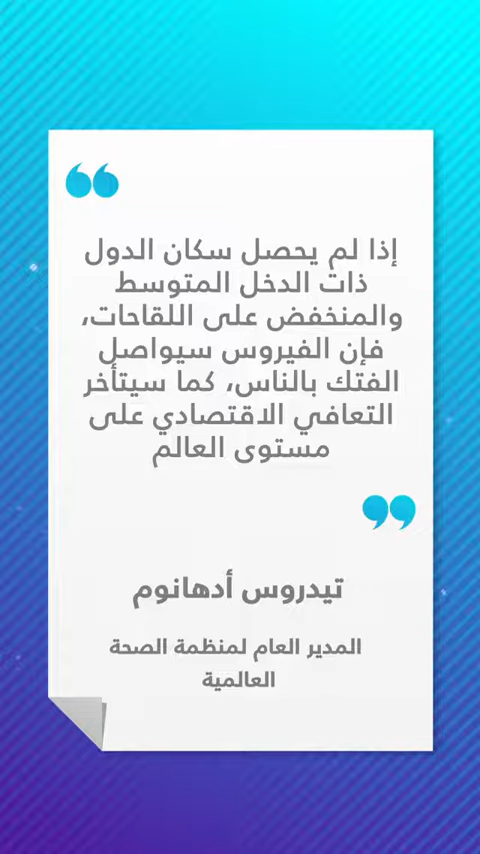 إذا لم يحصل سكان الدول
ذات الدخل المتوسط
والمنخفض على اللقاحات،
فإن الفيروس سيواصل
الفتك بالناس، كما سيتأخر
التعافي الاقتصادي على
مستوى العالم
تيدروس أدهانوم
المدير العام لمنظمة الصحة
العالمية